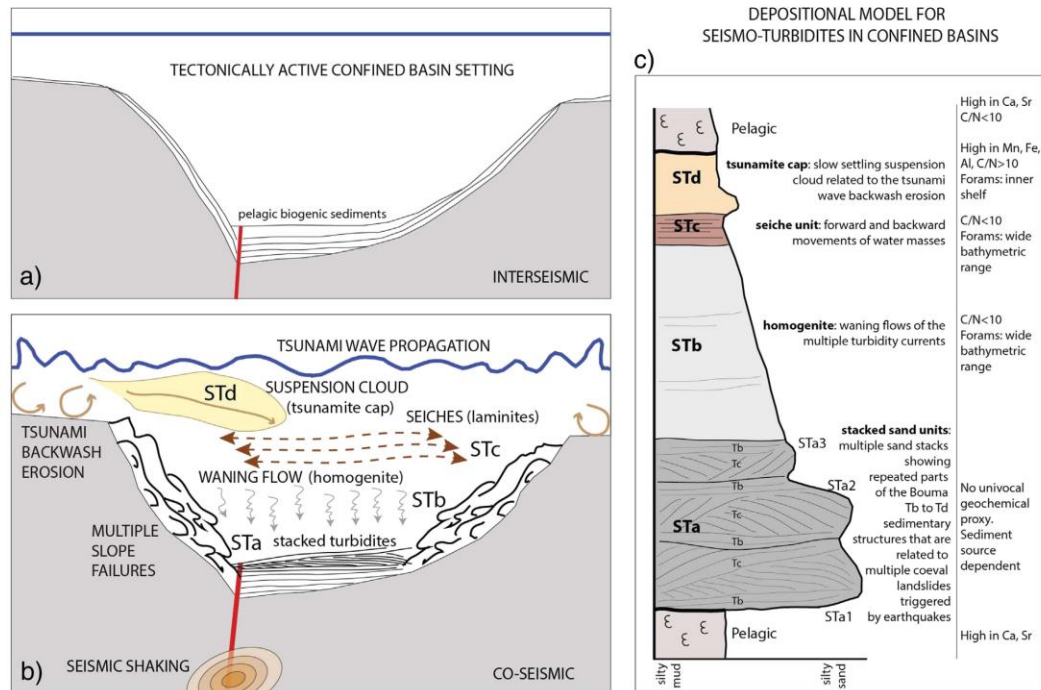 TECTONICALLY ACTIVE CONFINED BASIN SETTING
pelagic biogenic sediments
a)
INTERSEISMIC
TSUNAMI WAVE PROPAGATION
STd
SUSPENSION CLOUD
(tsunamite cap)
SEICHES (laminites)
STc
TSUNAMI
BACKWASH
EROSION
WANING FLOW (homogenite)
STb
STa
stacked turbidites
MULTIPLE
SLOPE
FAILURES
SEISMIC SHAKING
b)
CO-SEISMIC
DEPOSITIONAL MODEL FOR
SEISMO-TURBIDITES IN CONFINED BASINS
c)
Pelagic
High in Ca, Sr
C/N<10
STd
tsunamite cap: slow settling suspension
cloud related to the tsunami
wave backwash erosion
High in Mn, Fe,
Al, C/N>10
Forams: inner
shelf
STc
seiche unit: forward and backward
movements of water masses
C/N<10
Forams: wide
bathymetric
range
STb
homogenite: waning flows of the
multiple turbidity currents
C/N<10
Forams: wide
bathymetric
range
STa
Tb
Tc
Tb
Tc
Tb
Tc
Tb
STa3
STa2
STa1
stacked sand units:
multiple sand stacks
showing
repeated parts
of the Bouma
Tb to Td
sedimentary
structures that are
related to
multiple coeval
landslides
triggered
by earthquakes
No univocal
geochemical
proxy.
Sediment
source
dependent
Pelagic
High in Ca, Sr
silty
mud
silty
sand